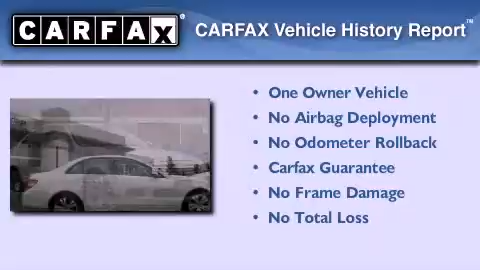 CARFAX®
CARFAX Vehicle History Report™
• One Owner Vehicle
• No Airbag Deployment
• No Odometer Rollback
• Carfax Guarantee
• No Frame Damage
• No Total Loss